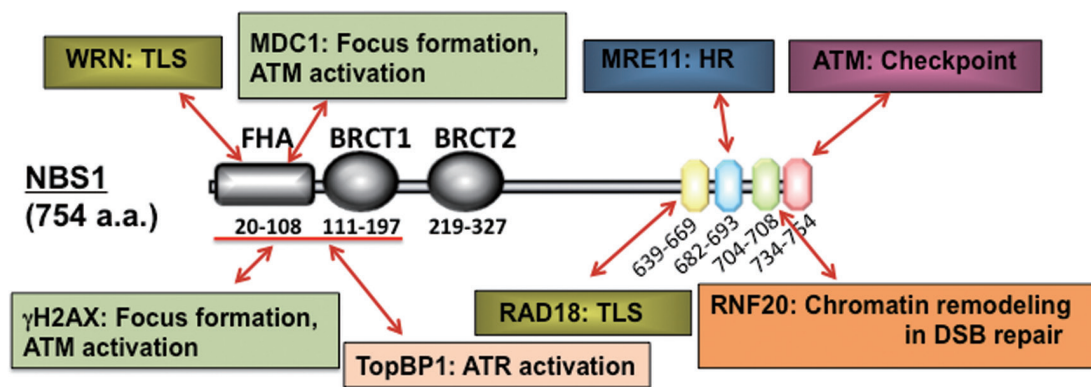 WRN: TLS
MDC1: Focus formation,
ATM activation
MRE11: HR
ATM: Checkpoint
FHA
BRCT1
BRCT2
NBS1
(754 a.a.)
20-108
111-197
219-327
639-669
682-693
704-708
734-754
γH2AX: Focus formation,
ATM activation
TopBP1: ATR activation
RAD18: TLS
RNF20: Chromatin remodeling
in DSB repair